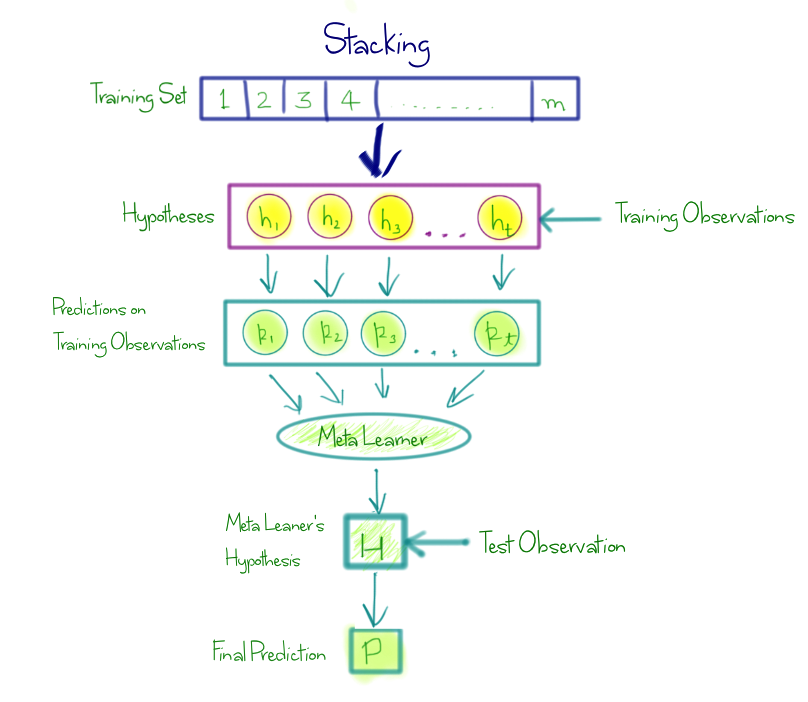 Stacking
Training Set
1 2 3 4 ......... m
Hypotheses
h1 h2 h3 ... ht
Training Observations
Predictions on
Training Observations
p1 p2 p3 ... pt
Meta Learner
Meta Leaner's
Hypothesis
H
Test Observation
Final Prediction
P